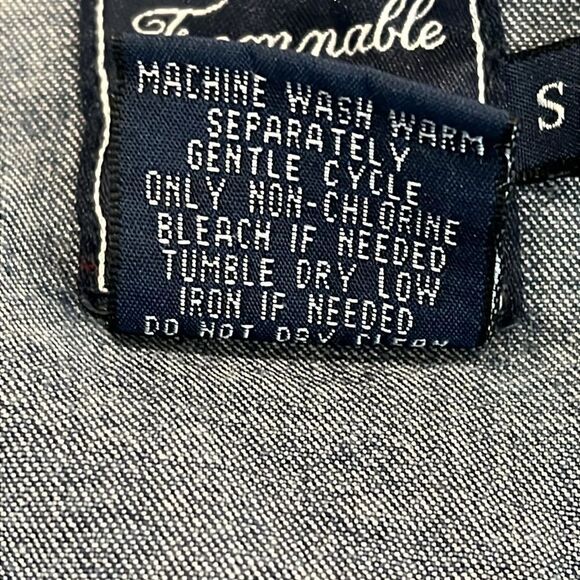 MACHINE WASH WARM
S
SEPARATELY
GENTLE CYCLE
ONLY NON-CHLORINE
BLEACH IF NEEDED
TUMBLE DRY LOW
IRON IF NEEDED
DO NOT DRY CLEAN